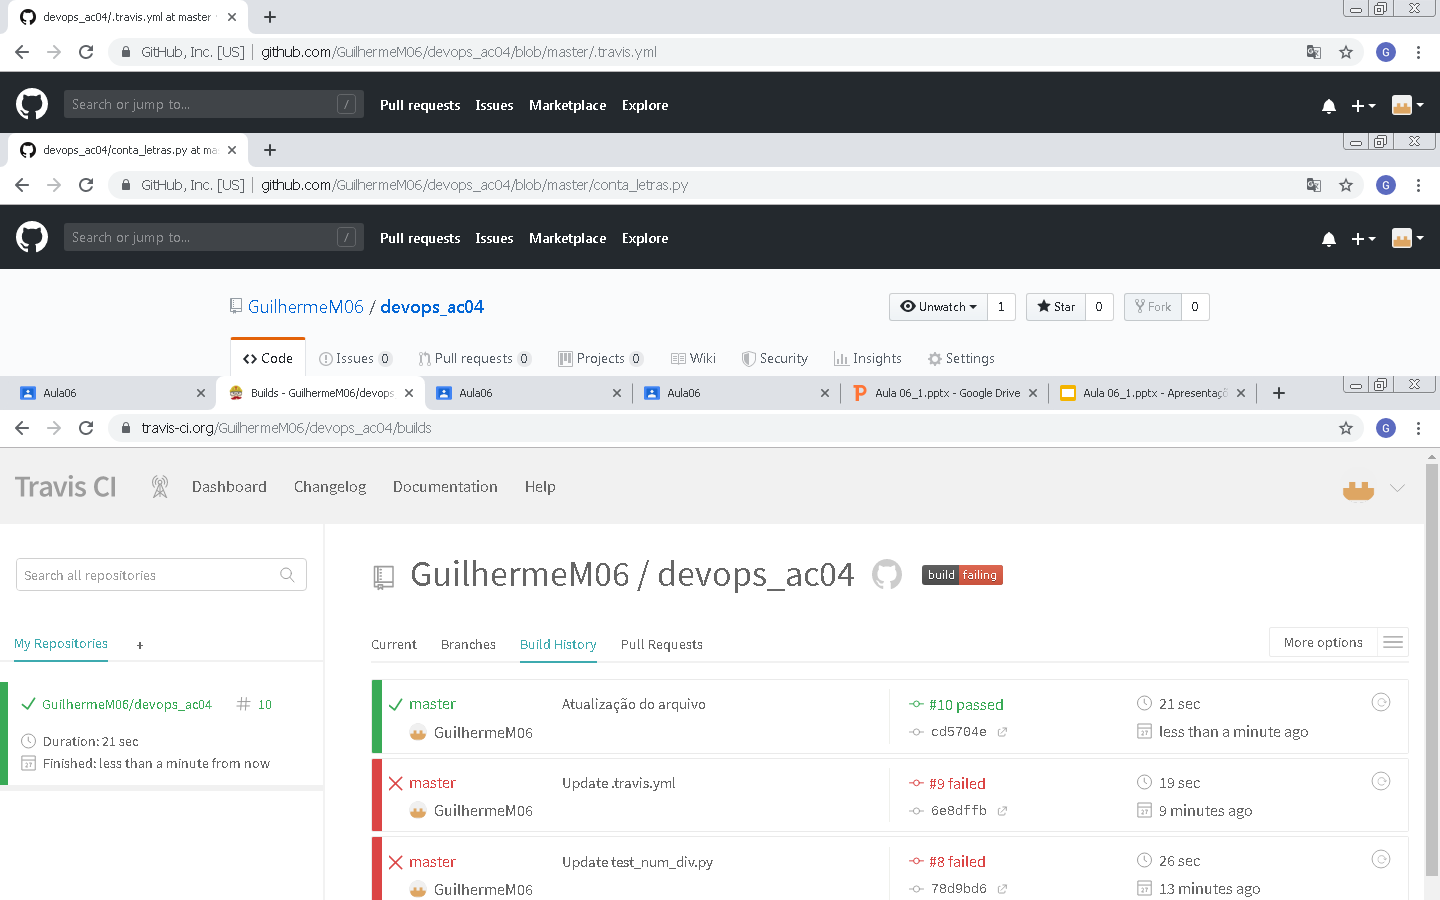 devops_ac04/.travis.yml at master
GitHub, Inc. [US] | github.com/GuilhermeM06/devops_ac04/blob/master/.travis.yml
G
Search or jump to... / Pull requests Issues Marketplace Explore
devops_ac04/conta_letras.py at mas
GitHub, Inc. [US] | github.com/GuilhermeM06/devops_ac04/blob/master/conta_letras.py
G
Search or jump to... / Pull requests Issues Marketplace Explore
GuilhermeM06 / devops_ac04 Unwatch 1 Star 0 Fork 0
Code Issues 0 Pull requests 0 Projects 0 Wiki Security Insights Settings
Aula06 Builds - GuilhermeM06/devops Aula06 Aula06 Aula 06_1.pptx - Google Drive Aula 06_1.pptx - Apresentaçõ
travis-ci.org/GuilhermeM06/devops_ac04/builds
G
Travis CI Dashboard Changelog Documentation Help
Search all repositories
GuilhermeM06 / devops_ac04 build failing
My Repositories +
Current Branches Build History Pull Requests More options
GuilhermeM06/devops_ac04 # 10
Duration: 21 sec
Finished: less than a minute from now
master Atualização do arquivo #10 passed 21 sec
GuilhermeM06 cd5704e less than a minute ago
master Update .travis.yml #9 failed 19 sec
GuilhermeM06 6e8dffb 9 minutes ago
master Update test_num_div.py #8 failed 26 sec
GuilhermeM06 78d9bd6 13 minutes ago